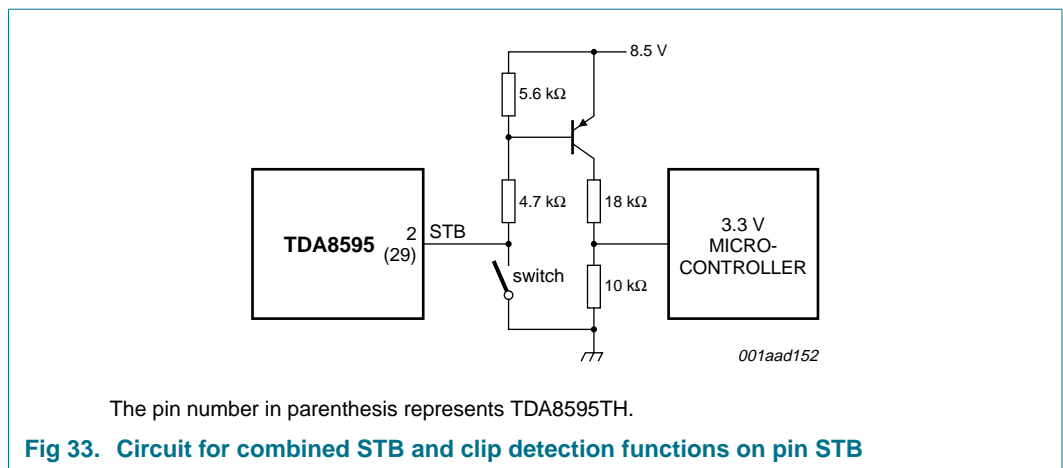 8.5 V
5.6 kΩ
4.7 kΩ
18 kΩ
TDA8595
2
(29)
STB
3.3 V
MICRO-
CONTROLLER
switch
10 kΩ
001aad152
The pin number in parenthesis represents TDA8595TH.
Fig 33. Circuit for combined STB and clip detection functions on pin STB